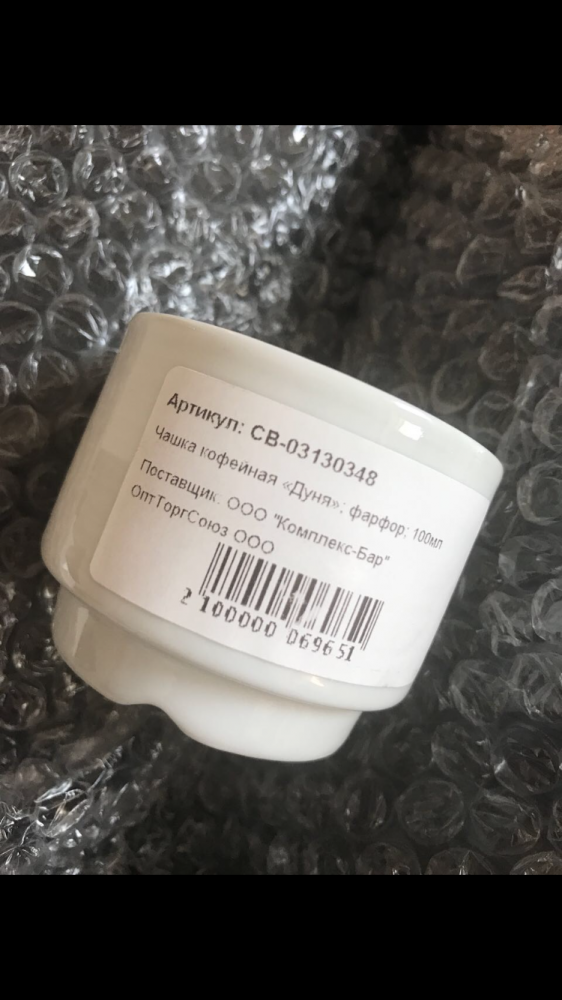 Артикул: СВ-03130348
Чашка кофейная «Дуня»; фарфор; 100мл
Поставщик: ООО "Комплекс-Бар"
ОптТоргСоюз ООО
2 100000 069651